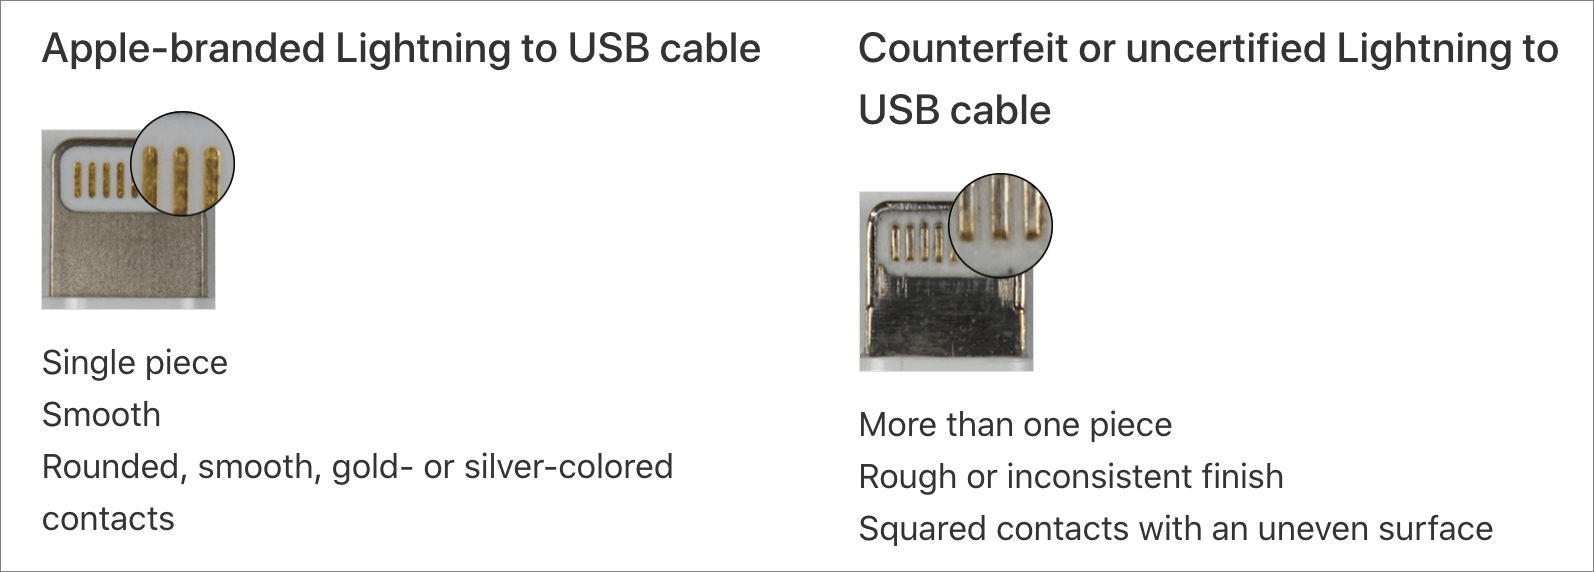 Apple-branded Lightning to USB cable
Single piece
Smooth
Rounded, smooth, gold- or silver-colored
contacts
Counterfeit or uncertified Lightning to
USB cable
More than one piece
Rough or inconsistent finish
Squared contacts with an uneven surface